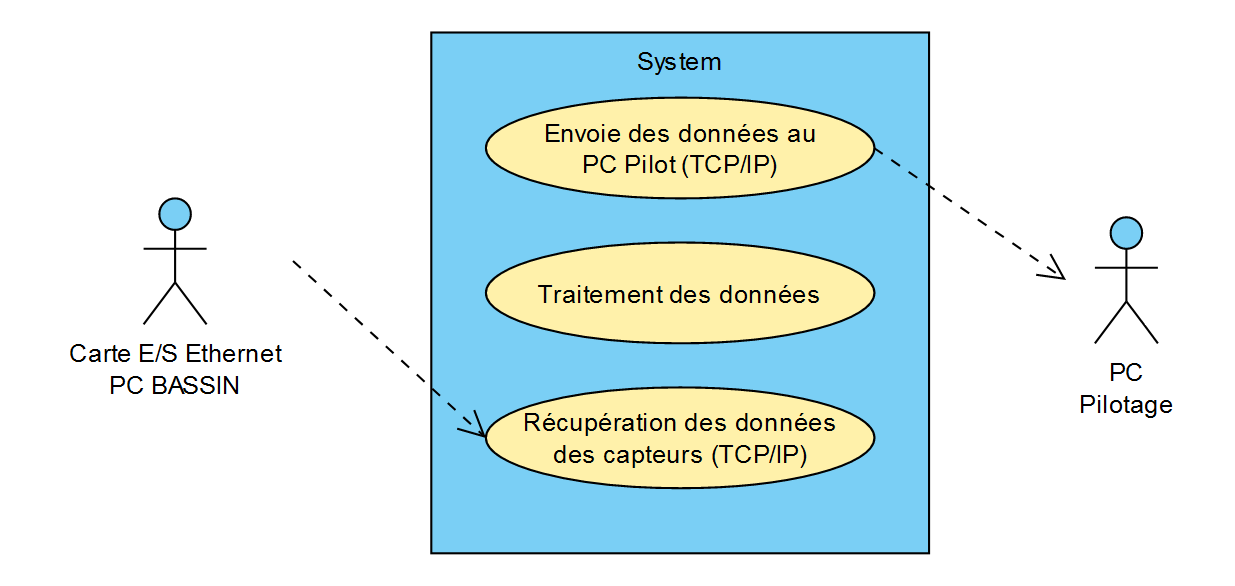 System
Envoie des données au
PC Pilot (TCP/IP)
Traitement des données
Récupération des données
des capteurs (TCP/IP)
Carte E/S Ethernet
PC BASSIN
PC
Pilotage